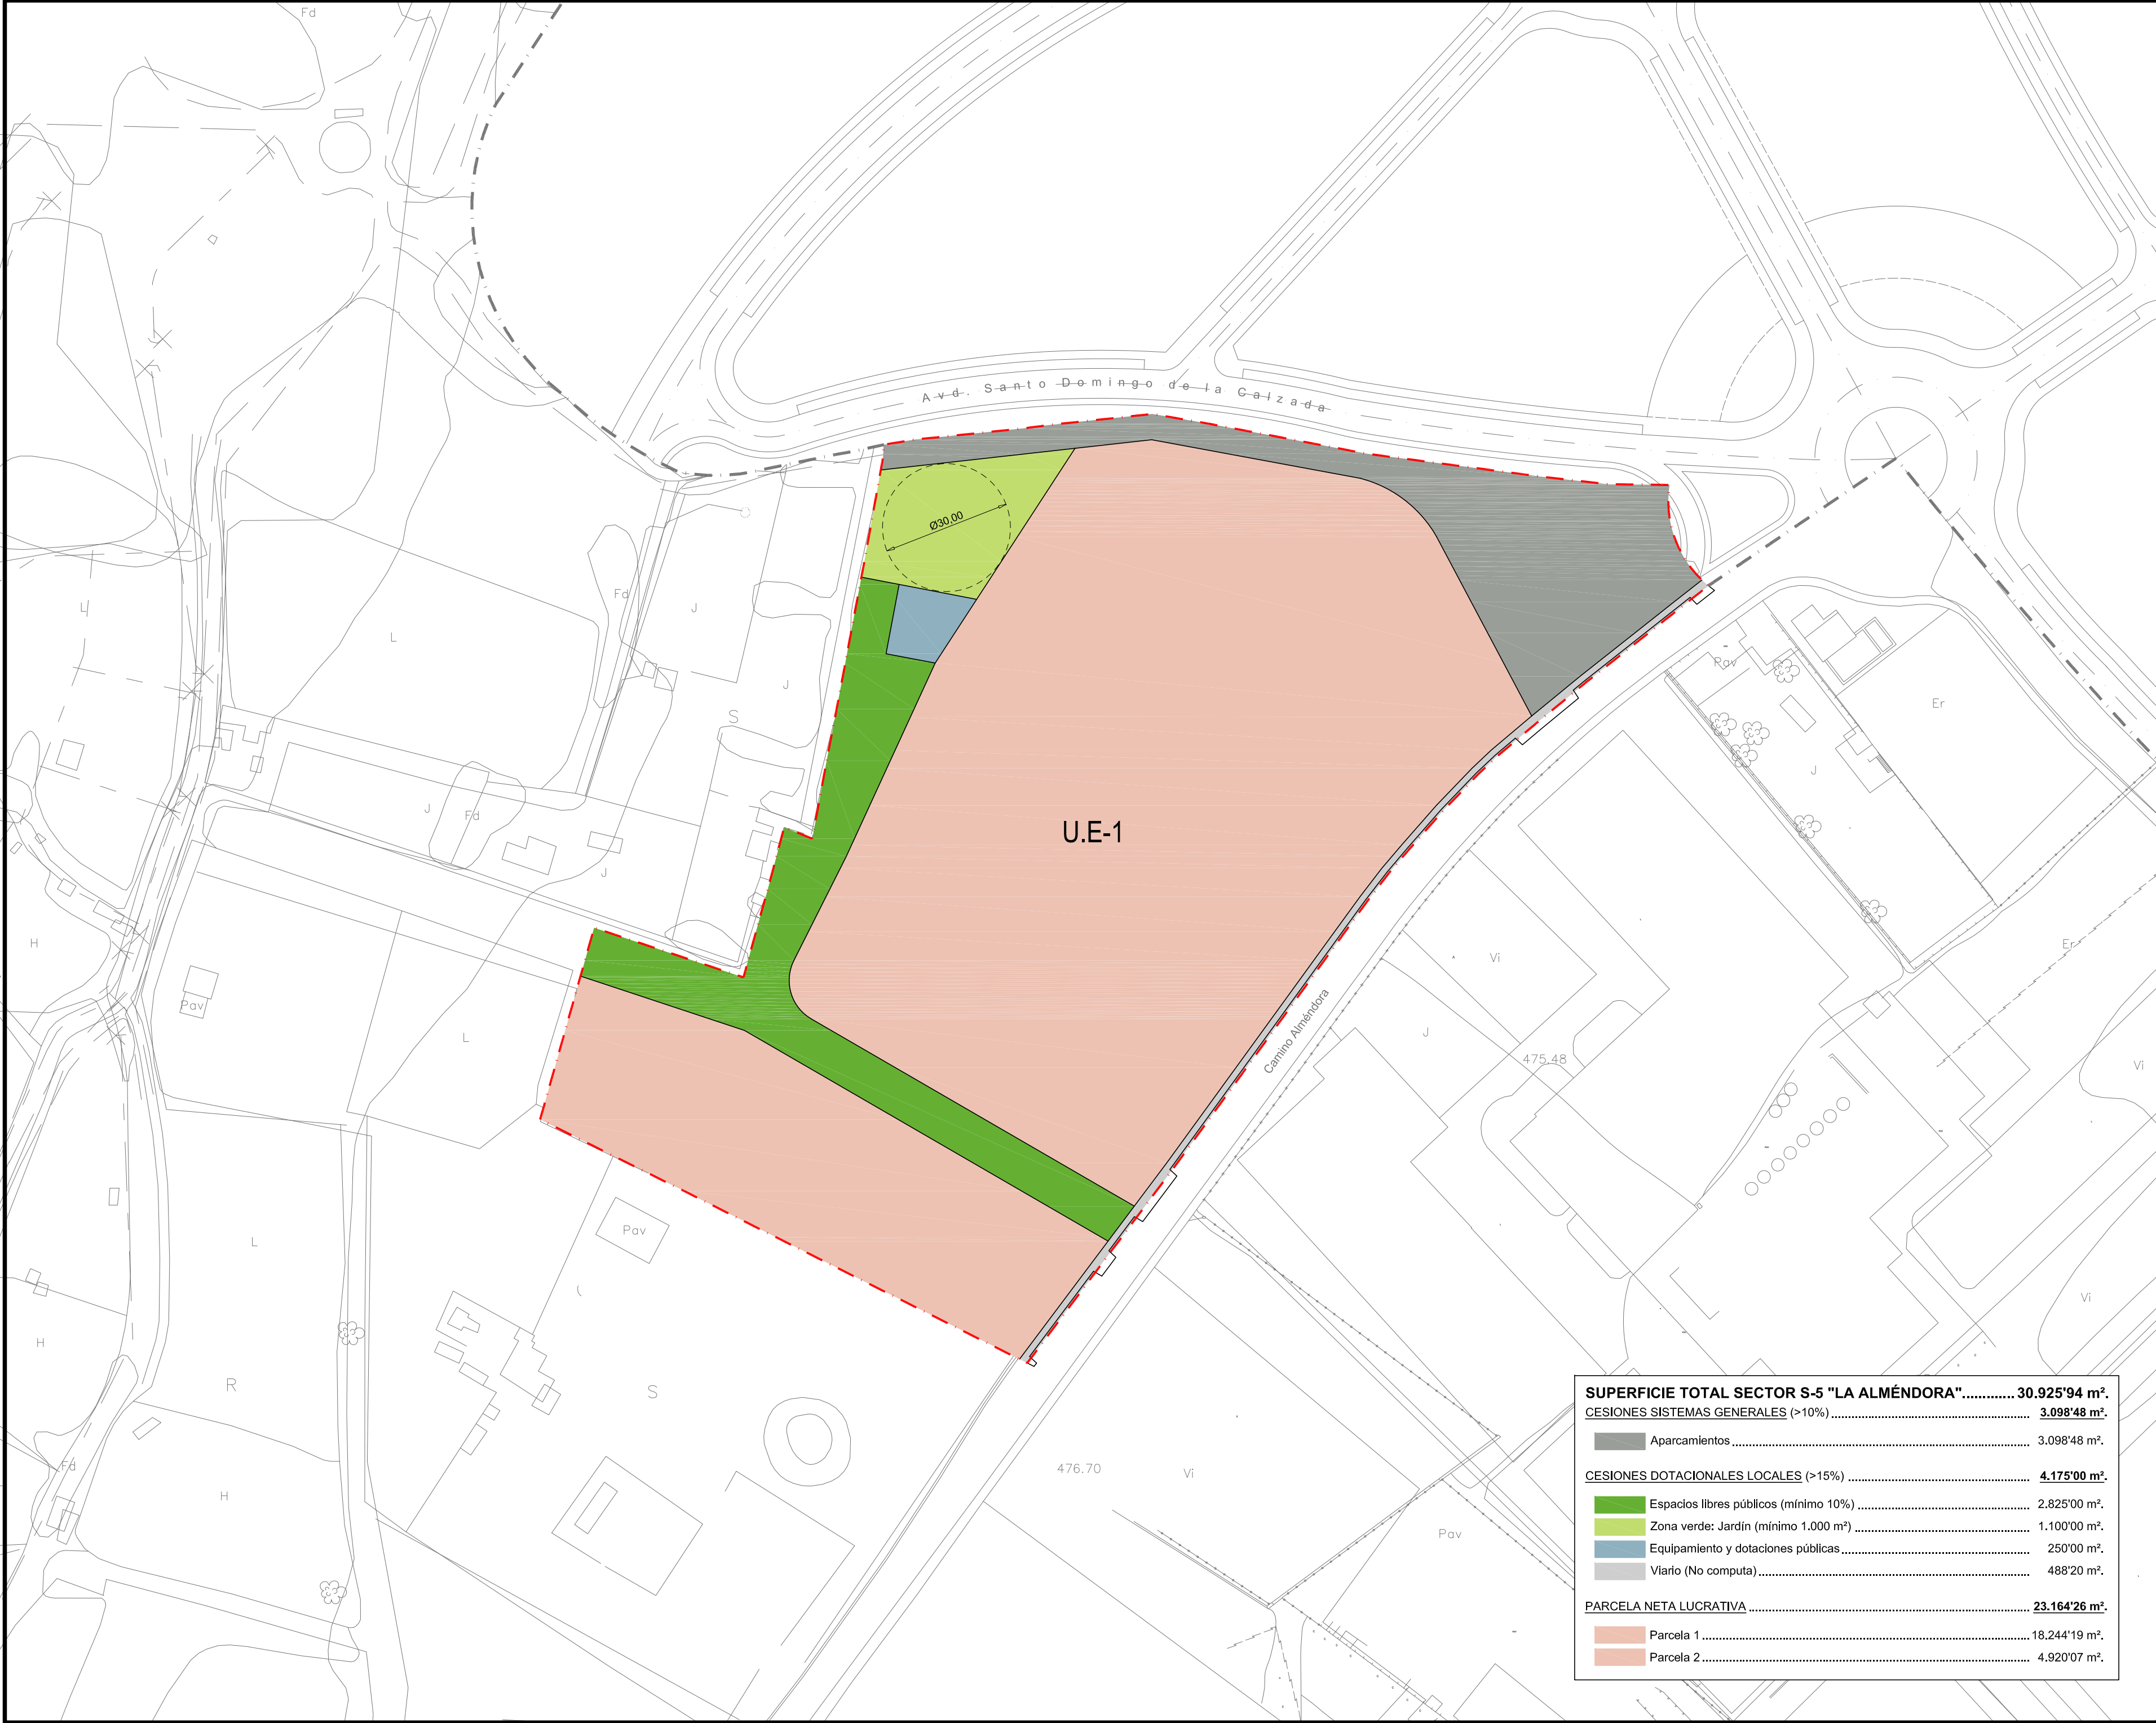 Fd
Avd. Santo Domingo de la Calzada
Ø30.00
Fd
J
L
L
J
S
Pav
Er
J
J
Fd
J
U.E-1
H
Er
Vi
Pav
L
J
475.48
Vi
Camino Alméndora
Pav
L
Vi
H
R
S
476.70
Vi
Fd
H
Pav
SUPERFICIE TOTAL SECTOR S-5 "LA ALMÉNDORA"............ 30.925'94 m².
CESIONES SISTEMAS GENERALES (>10%) ............ 3.098'48 m².
Aparcamientos ............ 3.098'48 m².
CESIONES DOTACIONALES LOCALES (>15%) ............ 4.175'00 m².
Espacios libres públicos (mínimo 10%) ............ 2.825'00 m².
Zona verde: Jardín (mínimo 1.000 m²) ............ 1.100'00 m².
Equipamiento y dotaciones públicas ............ 250'00 m².
Viario (No computa) ............ 488'20 m².
PARCELA NETA LUCRATIVA ............ 23.164'26 m².
Parcela 1 ............ 18.244'19 m².
Parcela 2 ............ 4.920'07 m².